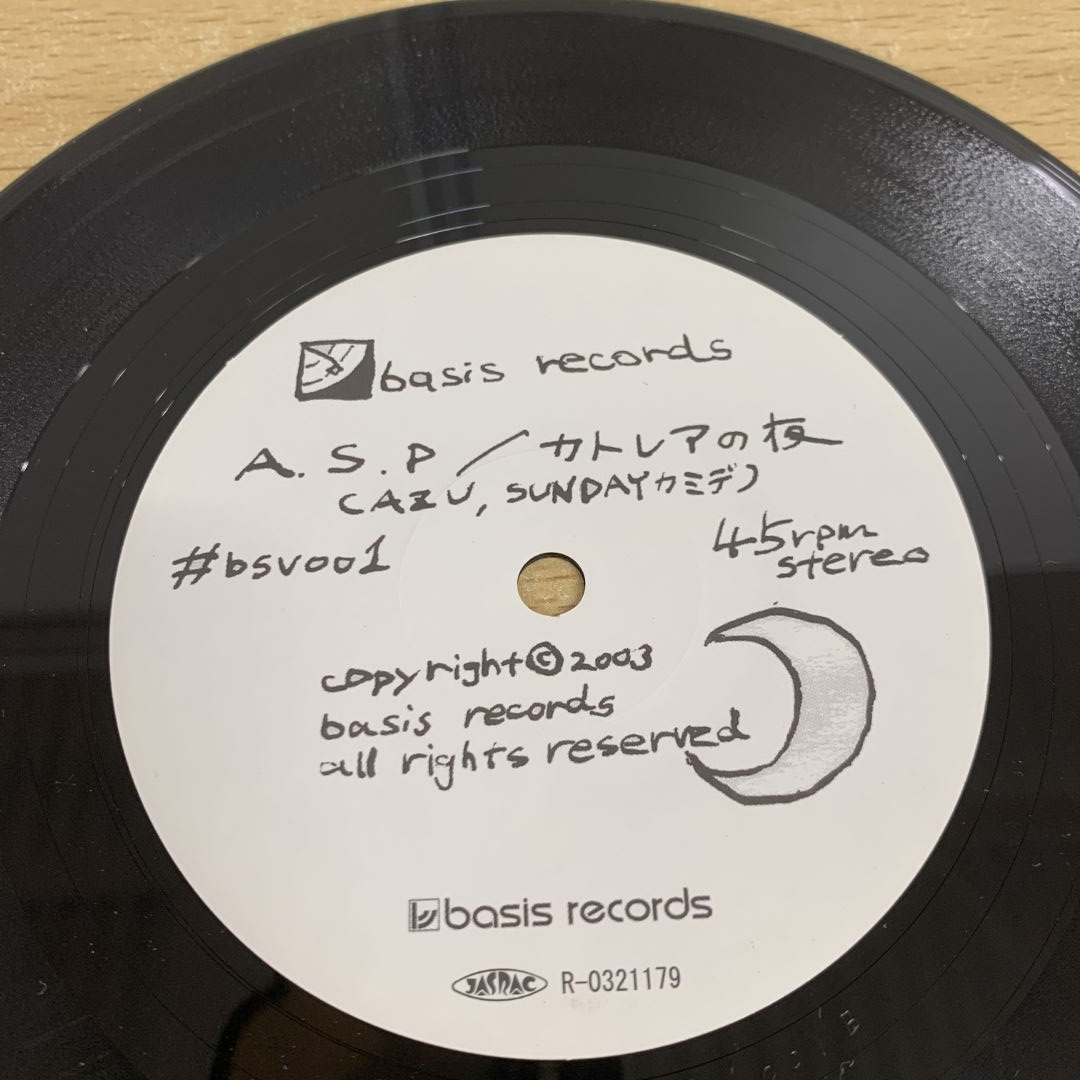 basis records
A.S.P/カトレアの夜
CAZU, SUNDAYカミデ)
#bsv001
45rpm
stereo
copyright©2003
basis records
all rights reserved
basis records
JASRAC R-0321179